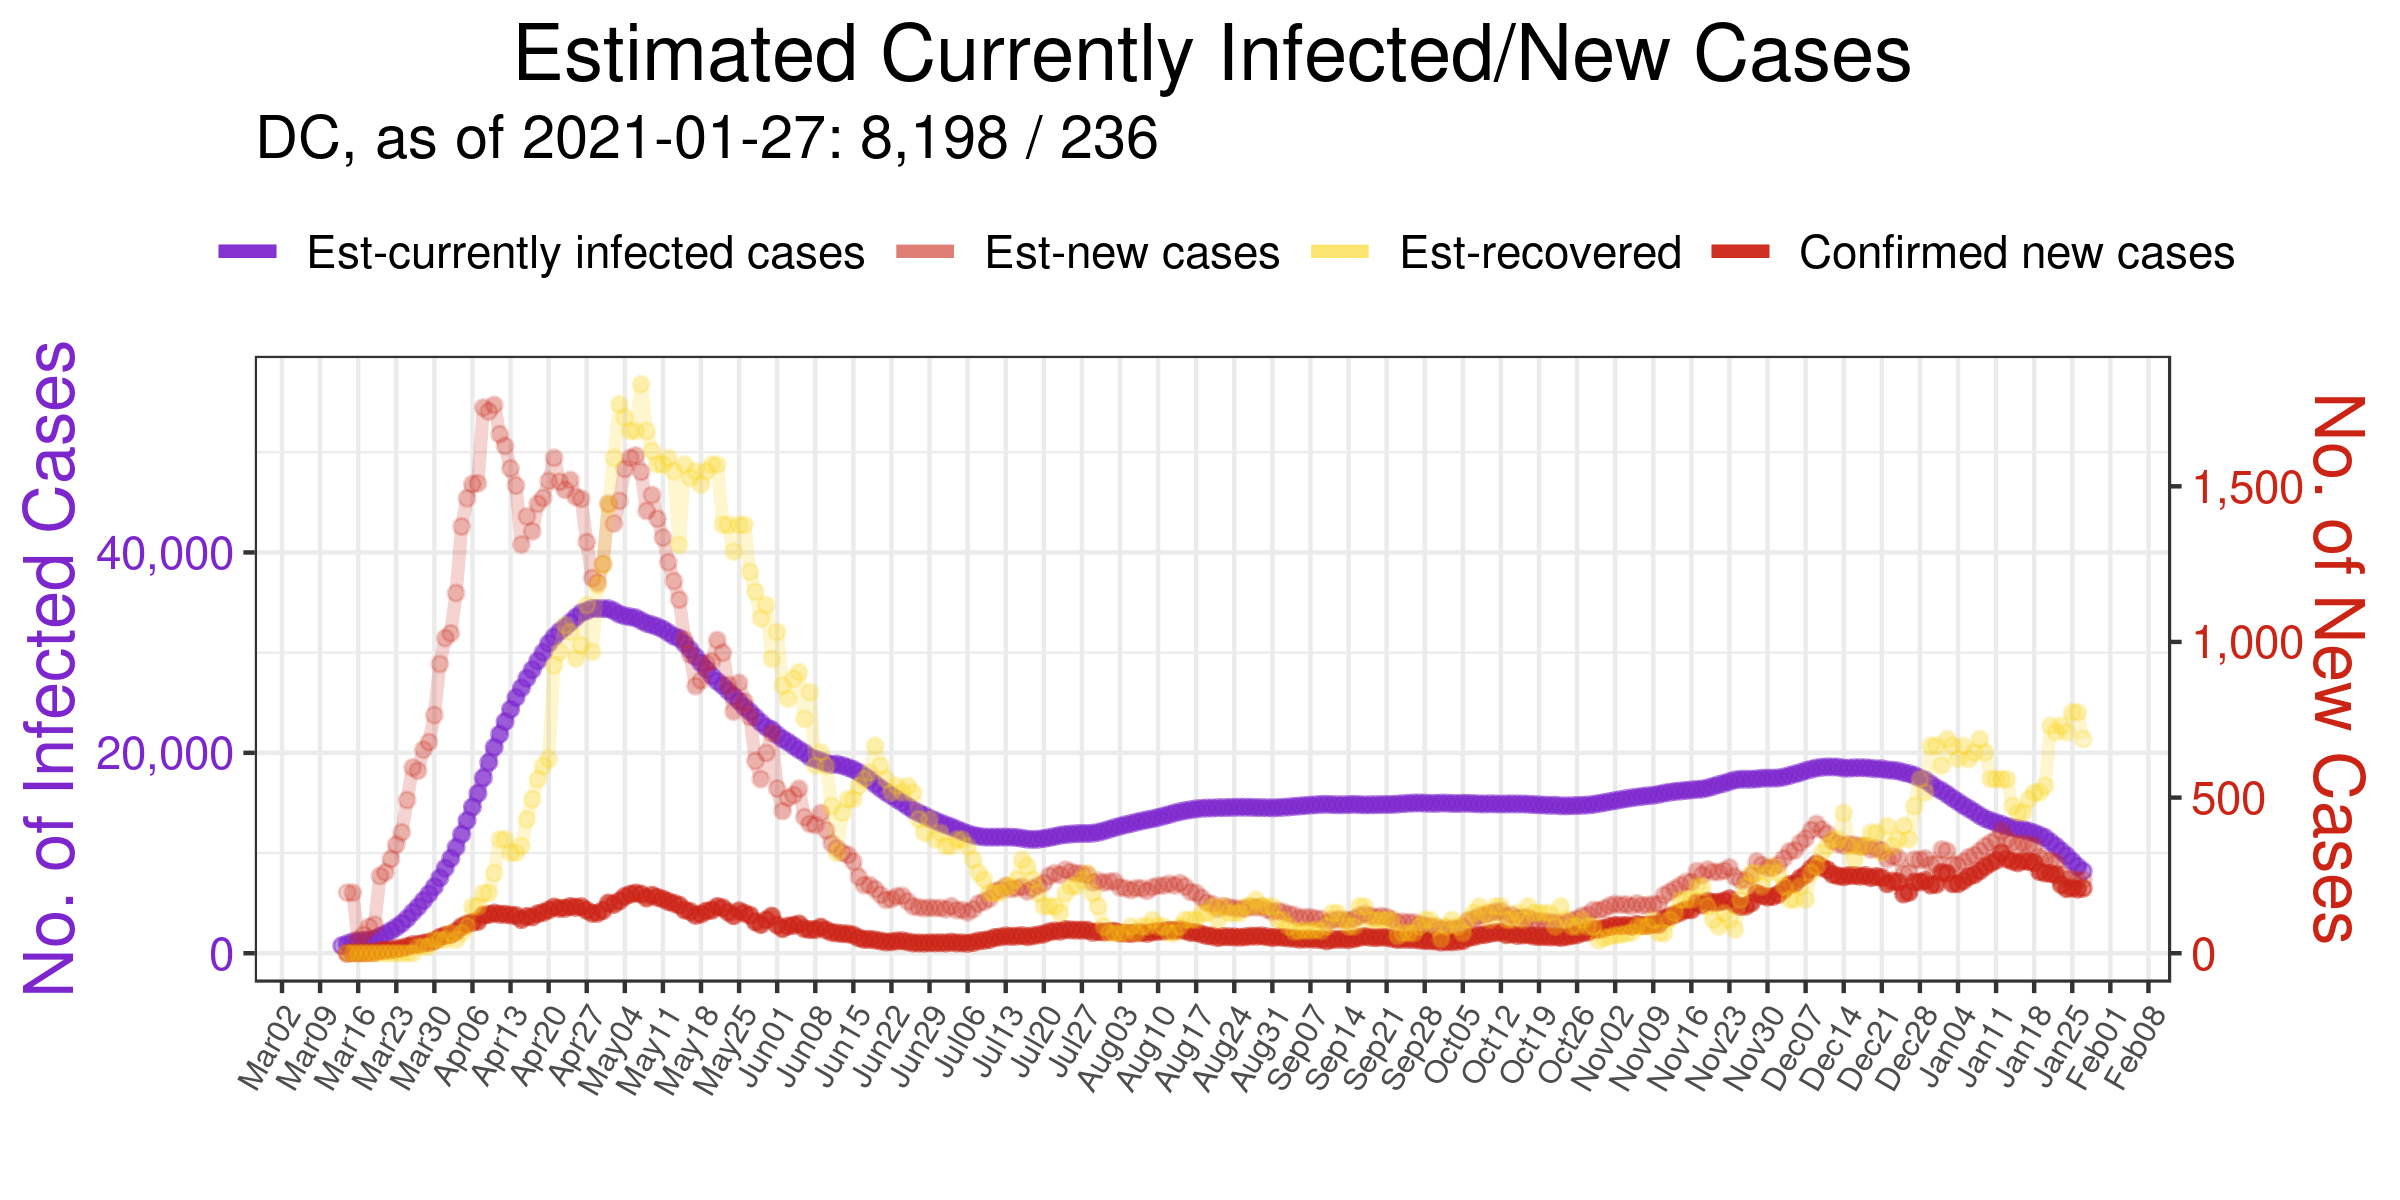 Estimated Currently Infected/New Cases
DC, as of 2021-01-27: 8,198 / 236
Est-currently infected cases
Est-new cases
Est-recovered
Confirmed new cases
No. of Infected Cases
40,000
20,000
0
No. of New Cases
1,500
1,000
500
0
Mar02
Mar09
Mar16
Mar23
Mar30
Apr06
Apr13
Apr20
Apr27
May04
May11
May18
May25
Jun01
Jun08
Jun15
Jun22
Jun29
Jul06
Jul13
Jul20
Jul27
Aug03
Aug10
Aug17
Aug24
Aug31
Sep07
Sep14
Sep21
Sep28
Oct05
Oct12
Oct19
Oct26
Nov02
Nov09
Nov16
Nov23
Nov30
Dec07
Dec14
Dec21
Dec28
Jan04
Jan11
Jan18
Jan25
Feb01
Feb08